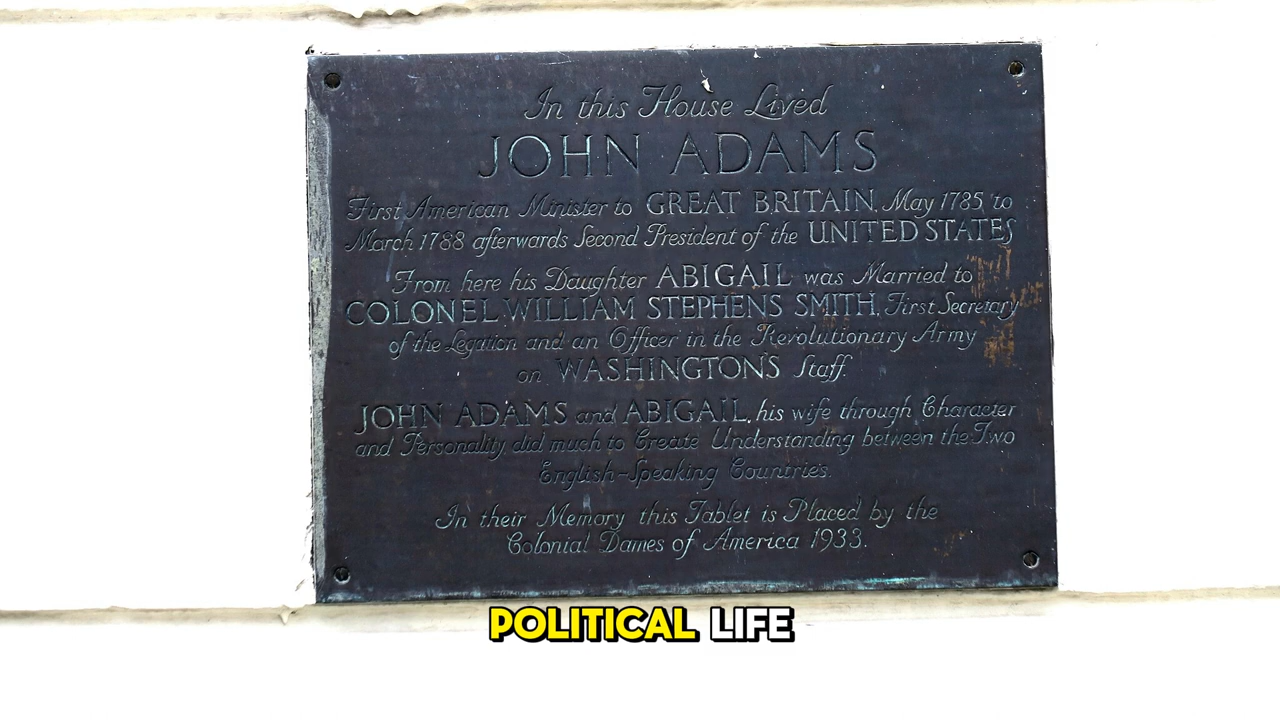 In this House Lived
JOHN ADAMS
First American Minister to GREAT BRITAIN, May 1785 to
March 1788 afterwards Second President of the UNITED STATES
From here his Daughter ABIGAIL was Married to
COLONEL WILLIAM STEPHENS SMITH, First Secretary
of the Legation and an Officer in the Revolutionary Army
on WASHINGTON'S Staff.
JOHN ADAMS and ABIGAIL, his wife through Character
and Personality did much to Create Understanding between the Two
English-Speaking Countries.
In their Memory this Tablet is Placed by the
Colonial Dames of America 1933.
POLITICAL LIFE